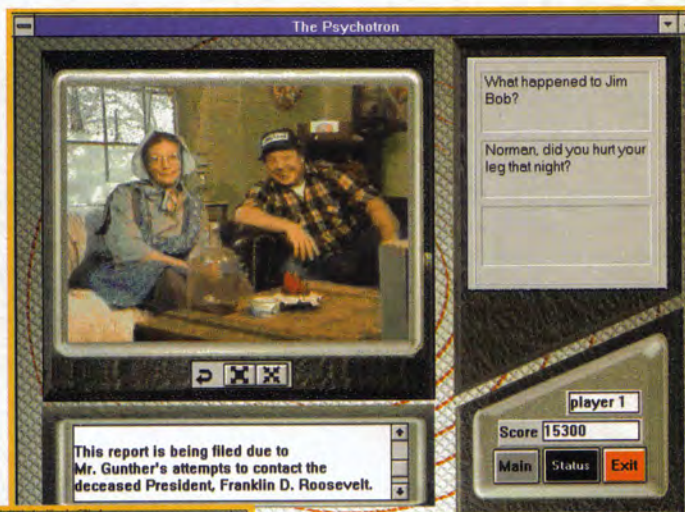 The Psychotron
What happened to Jim
Bob?
Norman, did you hurt your
leg that night?
This report is being filed due to
Mr. Gunther's attempts to contact the
deceased President, Franklin D. Roosevelt.
player 1
Score 15300
Main Status Exit